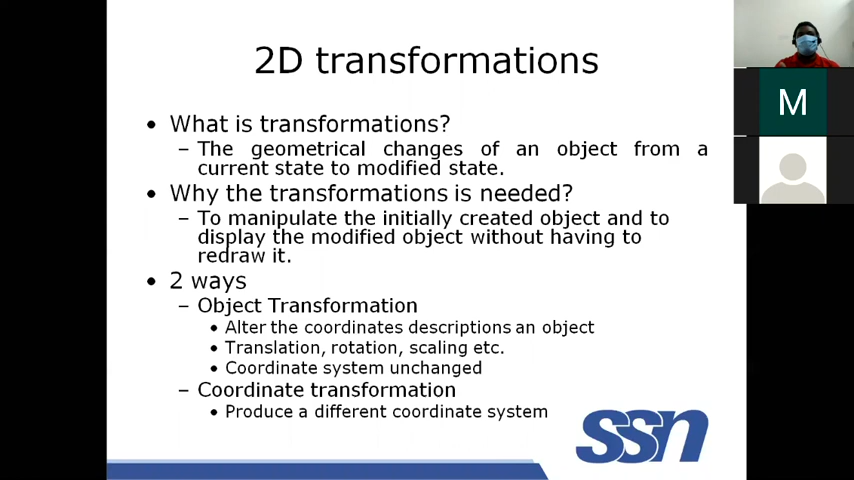 2D transformations
• What is transformations?
– The geometrical changes of an object from a
current state to modified state.
• Why the transformations is needed?
– To manipulate the initially created object and to
display the modified object without having to
redraw it.
• 2 ways
– Object Transformation
• Alter the coordinates descriptions an object
• Translation, rotation, scaling etc.
• Coordinate system unchanged
– Coordinate transformation
• Produce a different coordinate system
ssn
M